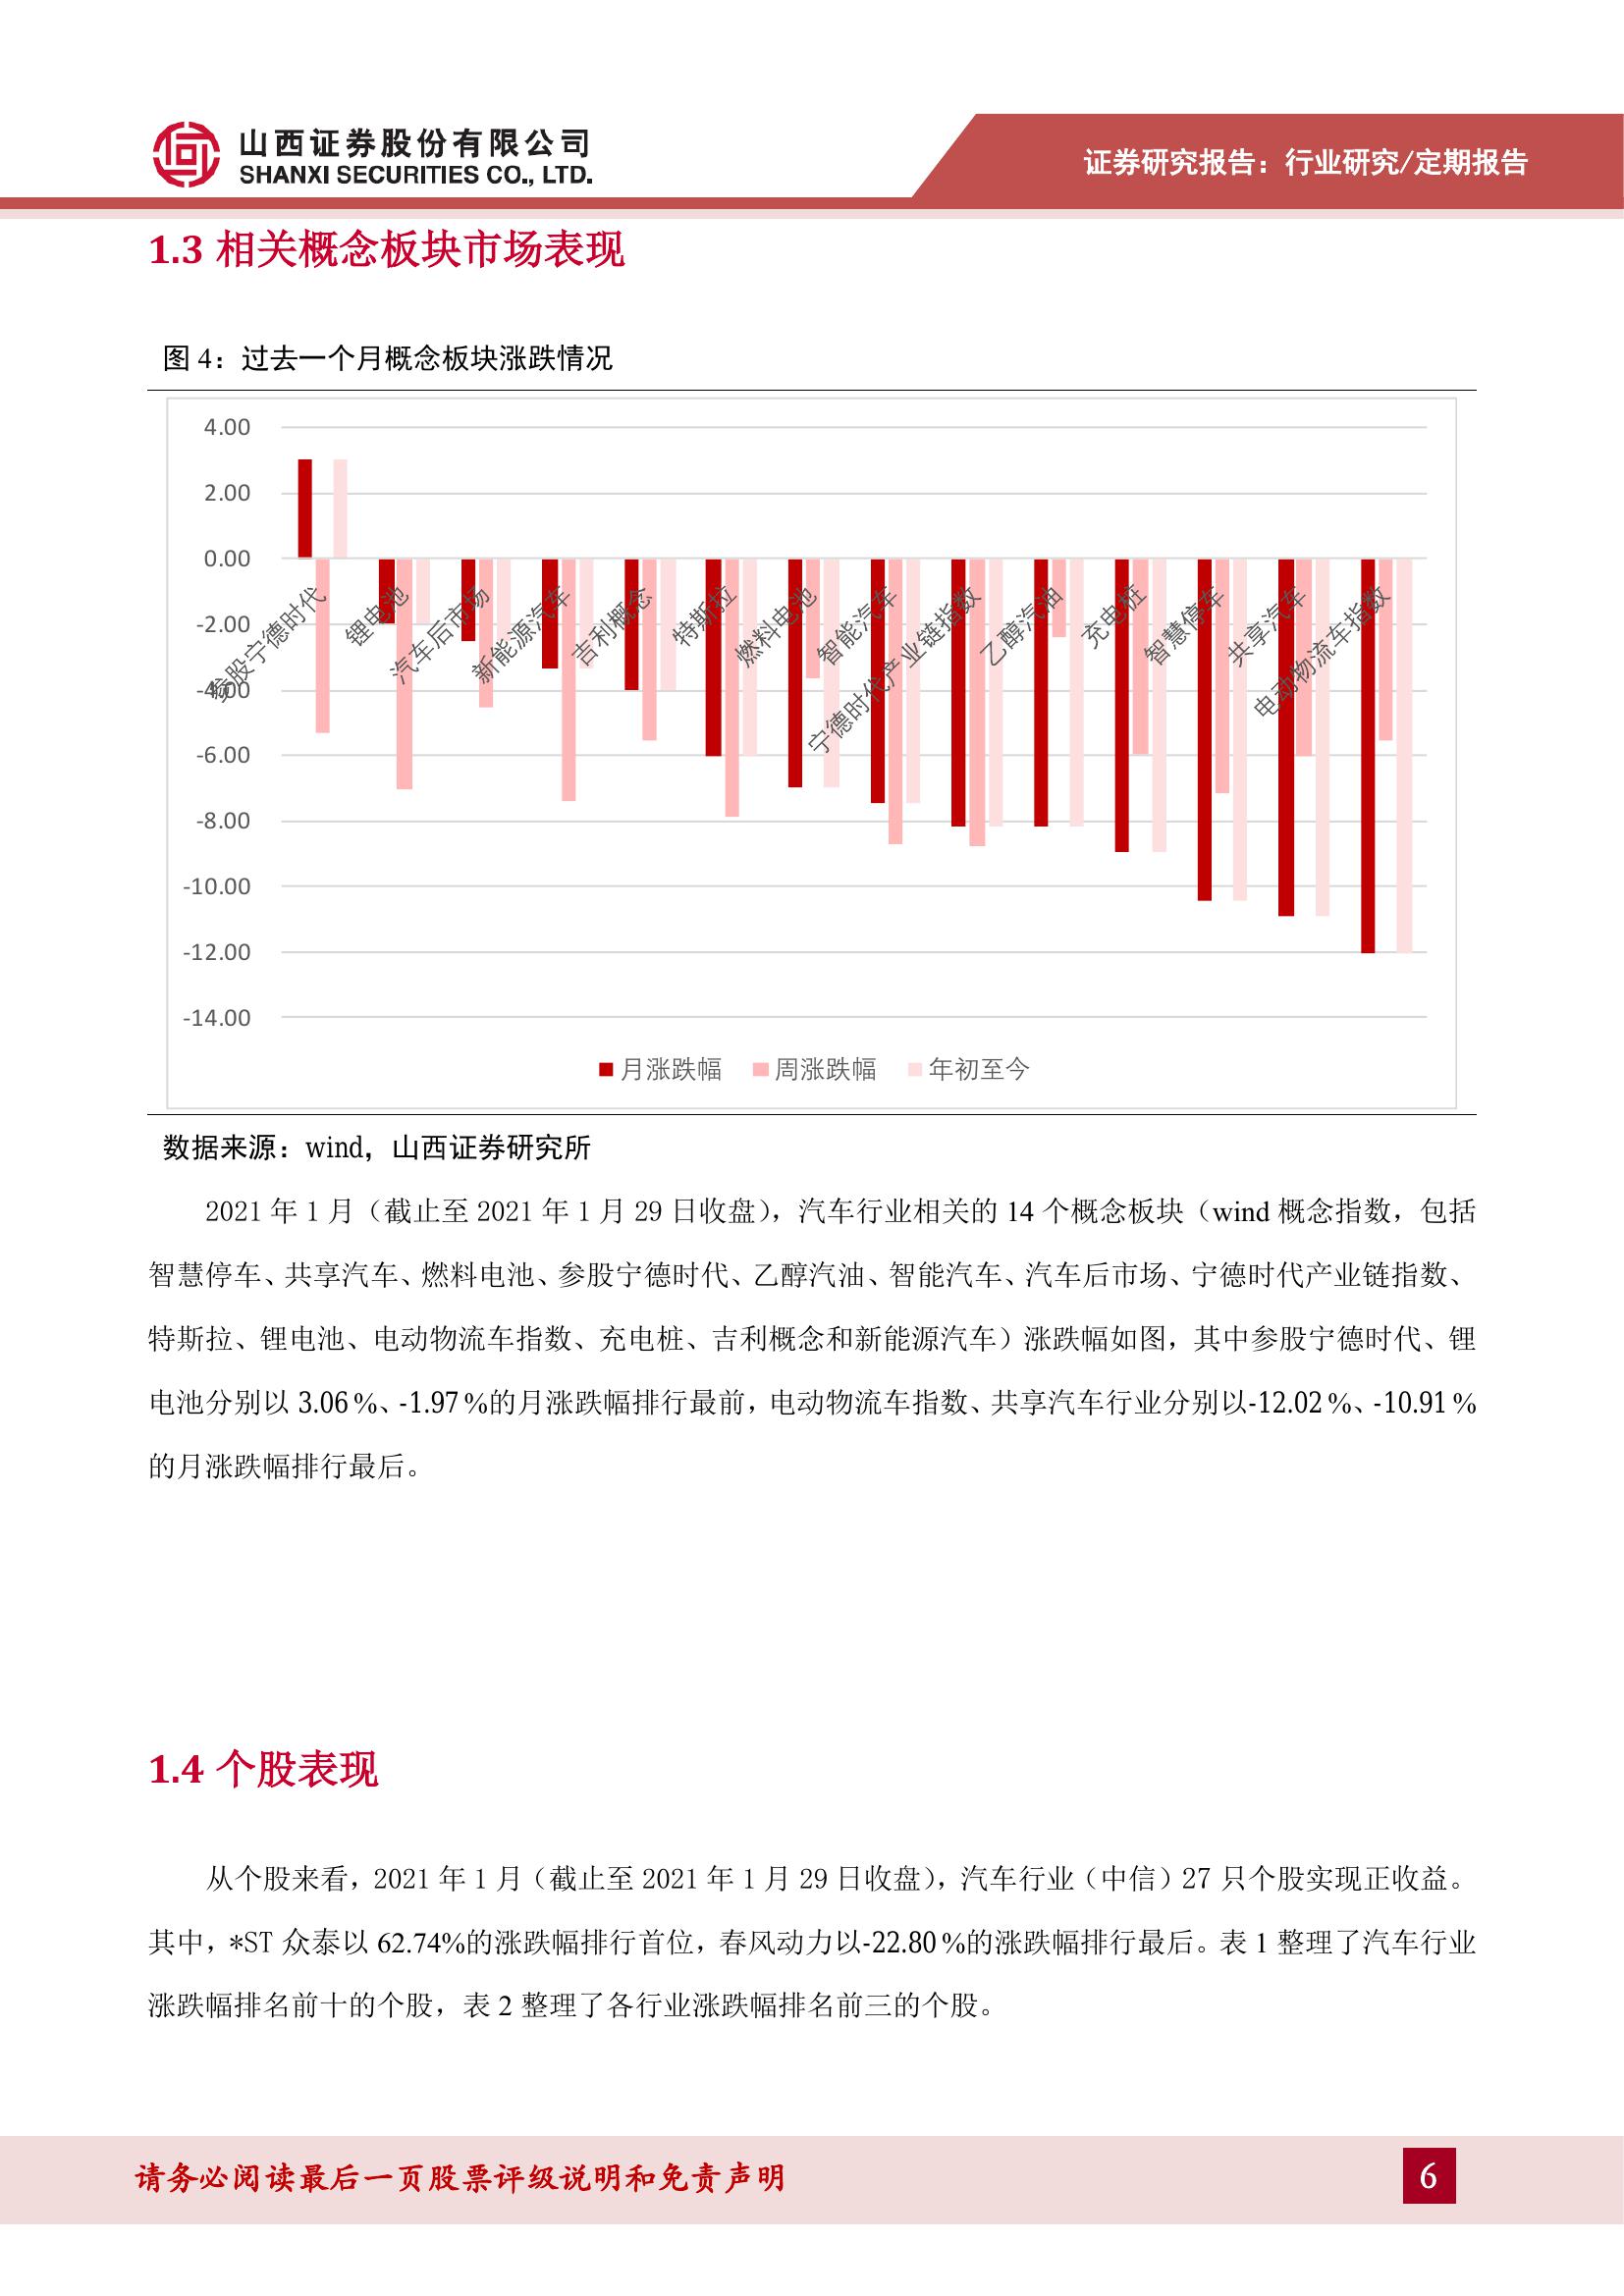 山西证券股份有限公司
SHANXI SECURITIES CO., LTD.
证券研究报告：行业研究/定期报告
1.3 相关概念板块市场表现
图 4：过去一个月概念板块涨跌情况
4.00
2.00
0.00
-2.00
-4.00
-6.00
-8.00
-10.00
-12.00
-14.00
参股宁德时代
锂电池
汽车后市场
新能源汽车
吉利概念
特斯拉
燃料电池
智能汽车
宁德时代产业链指数
乙醇汽油
充电桩
智慧停车
共享汽车
电动物流车指数
月涨跌幅 周涨跌幅 年初至今
数据来源：wind，山西证券研究所
2021 年 1 月（截止至 2021 年 1 月 29 日收盘），汽车行业相关的 14 个概念板块（wind 概念指数，包括
智慧停车、共享汽车、燃料电池、参股宁德时代、乙醇汽油、智能汽车、汽车后市场、宁德时代产业链指数、
特斯拉、锂电池、电动物流车指数、充电桩、吉利概念和新能源汽车）涨跌幅如图，其中参股宁德时代、锂
电池分别以 3.06%、-1.97%的月涨跌幅排行最前，电动物流车指数、共享汽车行业分别以-12.02%、-10.91%
的月涨跌幅排行最后。
1.4 个股表现
从个股来看，2021 年 1 月（截止至 2021 年 1 月 29 日收盘），汽车行业（中信）27 只个股实现正收益。
其中，*ST 众泰以 62.74%的涨跌幅排行首位，春风动力以-22.80%的涨跌幅排行最后。表 1 整理了汽车行业
涨跌幅排名前十的个股，表 2 整理了各行业涨跌幅排名前三的个股。
请务必阅读最后一页股票评级说明和免责声明
6